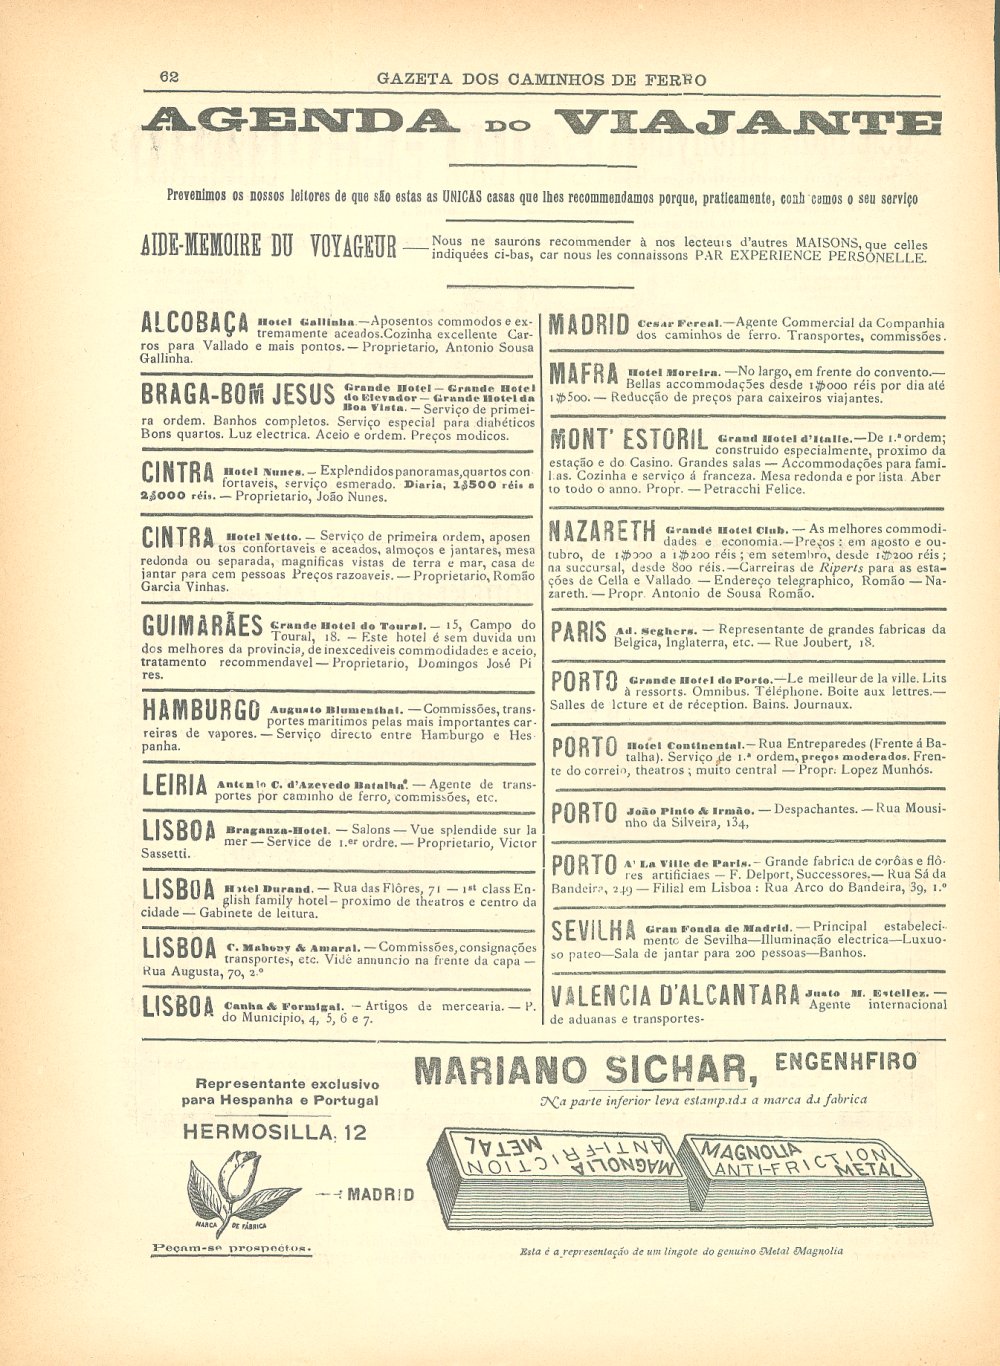 62
GAZETA DOS CAMINHOS DE FERRO
AGENDA DO VIAJANTE
Prevenimos os nossos leitores de que são estas as UNICAS casas que lhes recommendamos porque, praticamente, conh cemos o seu serviço
AIDE-MEMOIRE DU VOYAGEUR — Nous ne saurons recommender à nos lecteurs d'autres MAISONS, que celles
indiquées ci-bas, car nous les connaissons PAR EXPERIENCE PERSONELLE.
ALCOBAÇA Hotel Gallinha.—Aposentos commodos e ex-
tremamente aceados. Cozinha excellente Car-
ros para Vallado e mais pontos. — Proprietario, Antonio Sousa
Gallinha.
BRAGA-BOM JESUS Grande Hotel — Grande Hotel
do Elevador — Grande Hotel da
Boa Vista. — Serviço de primei-
ra ordem. Banhos completos. Serviço especial para diabéticos
Bons quartos. Luz electrica. Aceio e ordem. Preços modicos.
CINTRA Hotel Nunes. — Explendidos panoramas, quartos con
fortaveis, serviço esmerado. Diaria, 1$500 réis a
2$000 réis. — Proprietario, João Nunes.
CINTRA Hotel Netto. — Serviço de primeira ordem, aposen
tos confortaveis e aceados, almoços e jantares, mesa
redonda ou separada, magnificas vistas de terra e mar, casa de
jantar para cem pessoas Preços razoaveis. — Proprietario, Romão
Garcia Vinhas.
GUIMARÃES Grande Hotel do Toural. — 15, Campo do
Toural, 18. — Este hotel é sem duvida um
dos melhores da provincia, de inexcediveis commodidades e aceio,
tratamento recommendavel — Proprietario, Domingos José Pi
res.
HAMBURGO Augusto Blumenthal. — Commissões, trans-
portes maritimos pelas mais importantes car-
reiras de vapores. — Serviço directo entre Hamburgo e Hes
panha.
LEIRIA Antonio C. d'Azevedo Batalha. — Agente de trans-
portes por caminho de ferro, commissões, etc.
LISBOA Braganza-Hotel. — Salons — Vue splendide sur la
mer — Service de 1.er ordre. — Proprietario, Victor
Sassetti.
LISBOA Hotel Durand. — Rua das Flôres, 71 — 1st class En-
glish family hotel — proximo de theatros e centro da
cidade — Gabinete de leitura.
LISBOA C. Mahony & Amaral. — Commissões, consignações
transportes, etc. Vidé annuncio na frente da capa —
Rua Augusta, 70, 2.º
LISBOA Cunha & Formigal. — Artigos de mercearia. — P.
do Municipio, 4, 5, 6 e 7.
MADRID Cesar Fereal.—Agente Commercial da Companhia
dos caminhos de ferro. Transportes, commissões.
MAFRA Hotel Moreira. —No largo, em frente do convento.—
Bellas accommodações desde 1$000 réis por dia até
1$500. — Reducção de preços para caixeiros viajantes.
MONT' ESTORIL Grand Hotel d'Italie.—De 1.ª ordem;
construido especialmente, proximo da
estação e do Casino. Grandes salas — Accommodações para fami-
l as. Cozinha e serviço á franceza. Mesa redonda e por lista. Aber
to todo o anno. Propr. — Petracchi Felice.
NAZARETH Grande Hotel Club. — As melhores commodi-
dades e economia.—Preços: em agosto e ou-
tubro, de 1$000 a 1$200 réis; em setembro, desde 1$200 réis;
na succursal, desde 800 réis.—Carreiras de Riperts para as esta-
ções de Cella e Vallado. — Endereço telegraphico, Romão — Na-
zareth. — Propr. Antonio de Sousa Romão.
PARIS Ad. Seghers. — Representante de grandes fabricas da
Belgica, Inglaterra, etc. — Rue Joubert, 18.
PORTO Grande Hotel do Porto.—Le meilleur de la ville. Lits
à ressorts. Omnibus. Téléphone. Boite aux lettres.—
Salles de lcture et de réception. Bains. Journaux.
PORTO Hotel Continental.— Rua Entreparedes (Frente á Ba-
talha). Serviço de 1.ª ordem, preços moderados. Fren-
te do correio, theatros; muito central — Propr. Lopez Munhós.
PORTO João Pinto & Irmão. — Despachantes. — Rua Mousi-
nho da Silveira, 134,
PORTO A' La Ville de Paris.— Grande fabrica de corôas e flô-
res artificiaes — F. Delport, Successores.— Rua Sá da
Bandeira, 249 — Filial em Lisboa: Rua Arco do Bandeira, 39, 1.º
SEVILHA Gran Fonda de Madrid. — Principal estabeleci-
mento de Sevilha—Illuminação electrica—Luxuo-
so pateo—Sala de jantar para 200 pessoas—Banhos.
VALENCIA D'ALCANTARA Justo M. Estellez. —
Agente internacional
de aduanas e transportes-
Representante exclusivo
para Hespanha e Portugal
HERMOSILLA, 12
MADRID
MARCA DE FÁBRICA
Peçam-se prospectos.
MARIANO SICHAR, ENGENHFIRO
Na parte inferior leva estampada a marca da fabrica
MAGNOLIA
ANTI-FRICTION
METAL
MAGNOLIA
ANTI-FRICTION
METAL
Esta é a representação de um lingote do genuino Metal Magnolia